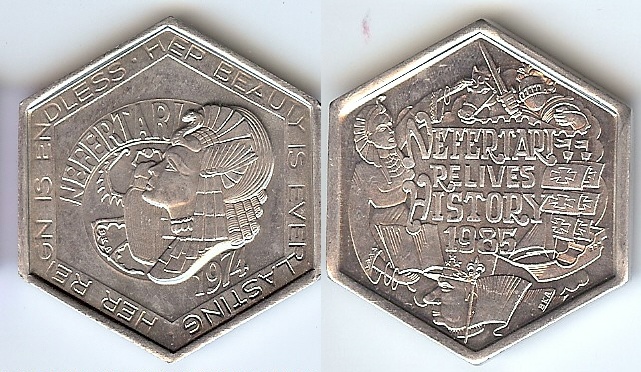 HER REIGN IS ENDLESS · HER BEAUTY IS EVERLASTING
NEFERTARI
1974
NEFERTARI
RELIVES
HISTORY
1985